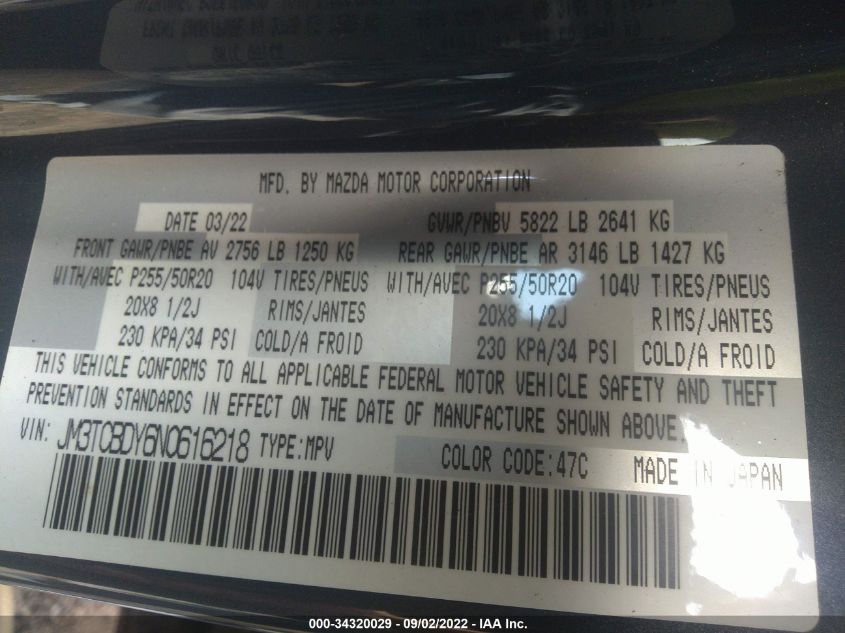 MFD. BY MAZDA MOTOR CORPORATION
DATE 03/22 GVWR/PNBV 5822 LB 2641 KG
FRONT GAWR/PNBE AV 2756 LB 1250 KG REAR GAWR/PNBE AR 3146 LB 1427 KG
WITH/AVEC P255/50R20 104V TIRES/PNEUS WITH/AVEC P255/50R20 104V TIRES/PNEUS
20X8 1/2J RIMS/JANTES 20X8 1/2J RIMS/JANTES
230 KPA/34 PSI COLD/A FROID 230 KPA/34 PSI COLD/A FROID
THIS VEHICLE CONFORMS TO ALL APPLICABLE FEDERAL MOTOR VEHICLE SAFETY AND THEFT
PREVENTION STANDARDS IN EFFECT ON THE DATE OF MANUFACTURE SHOWN ABOVE.
VIN: JM3TCBDY6N0616218 TYPE:MPV COLOR CODE:47C MADE IN JAPAN
000-34320029 - 09/02/2022 - IAA Inc.